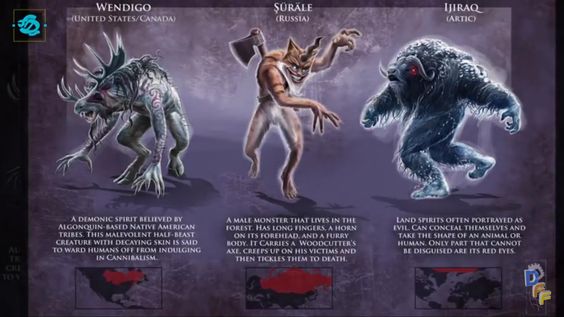 Wendigo
(United States/Canada)
A demonic spirit believed by
Algonquin-based Native American
tribes. This malevolent half-beast
creature with decaying skin is said
to ward humans off from indulging
in Cannibalism.
Şüräle
(Russia)
A male monster that lives in the
forest. Has long fingers, a horn
on its forehead, and a furry
body. It carries a Woodcutter's
axe, creeps up on his victims and
then tickles them to death.
Ijiraq
(Artic)
Land spirits often portrayed as
evil. Can conceal themselves and
take the shape of an animal or
human. Only part that cannot
be disguised are its red eyes.